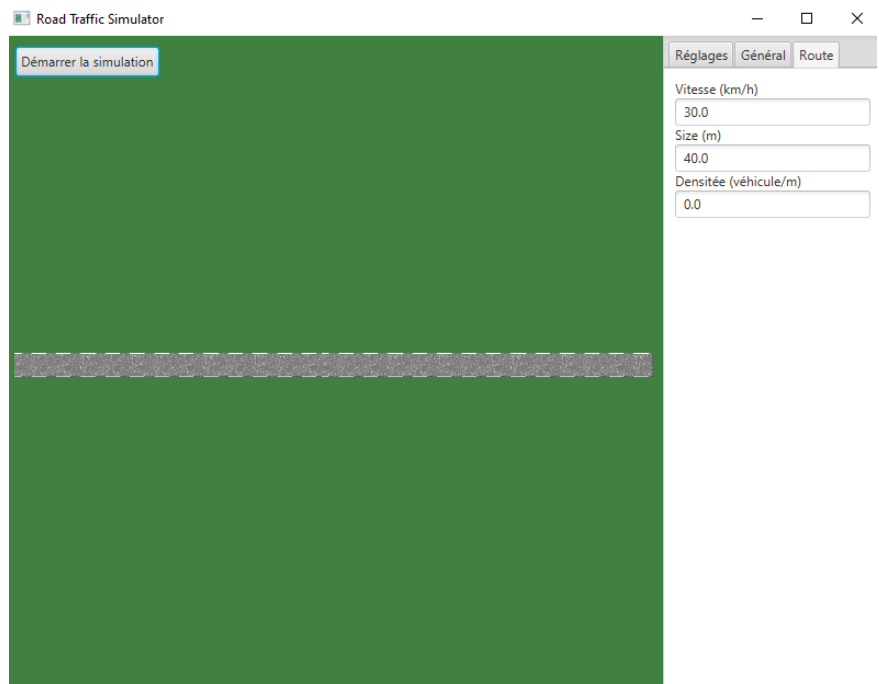 Road Traffic Simulator
Démarrer la simulation
Réglages Général Route
Vitesse (km/h)
30.0
Size (m)
40.0
Densitée (véhicule/m)
0.0